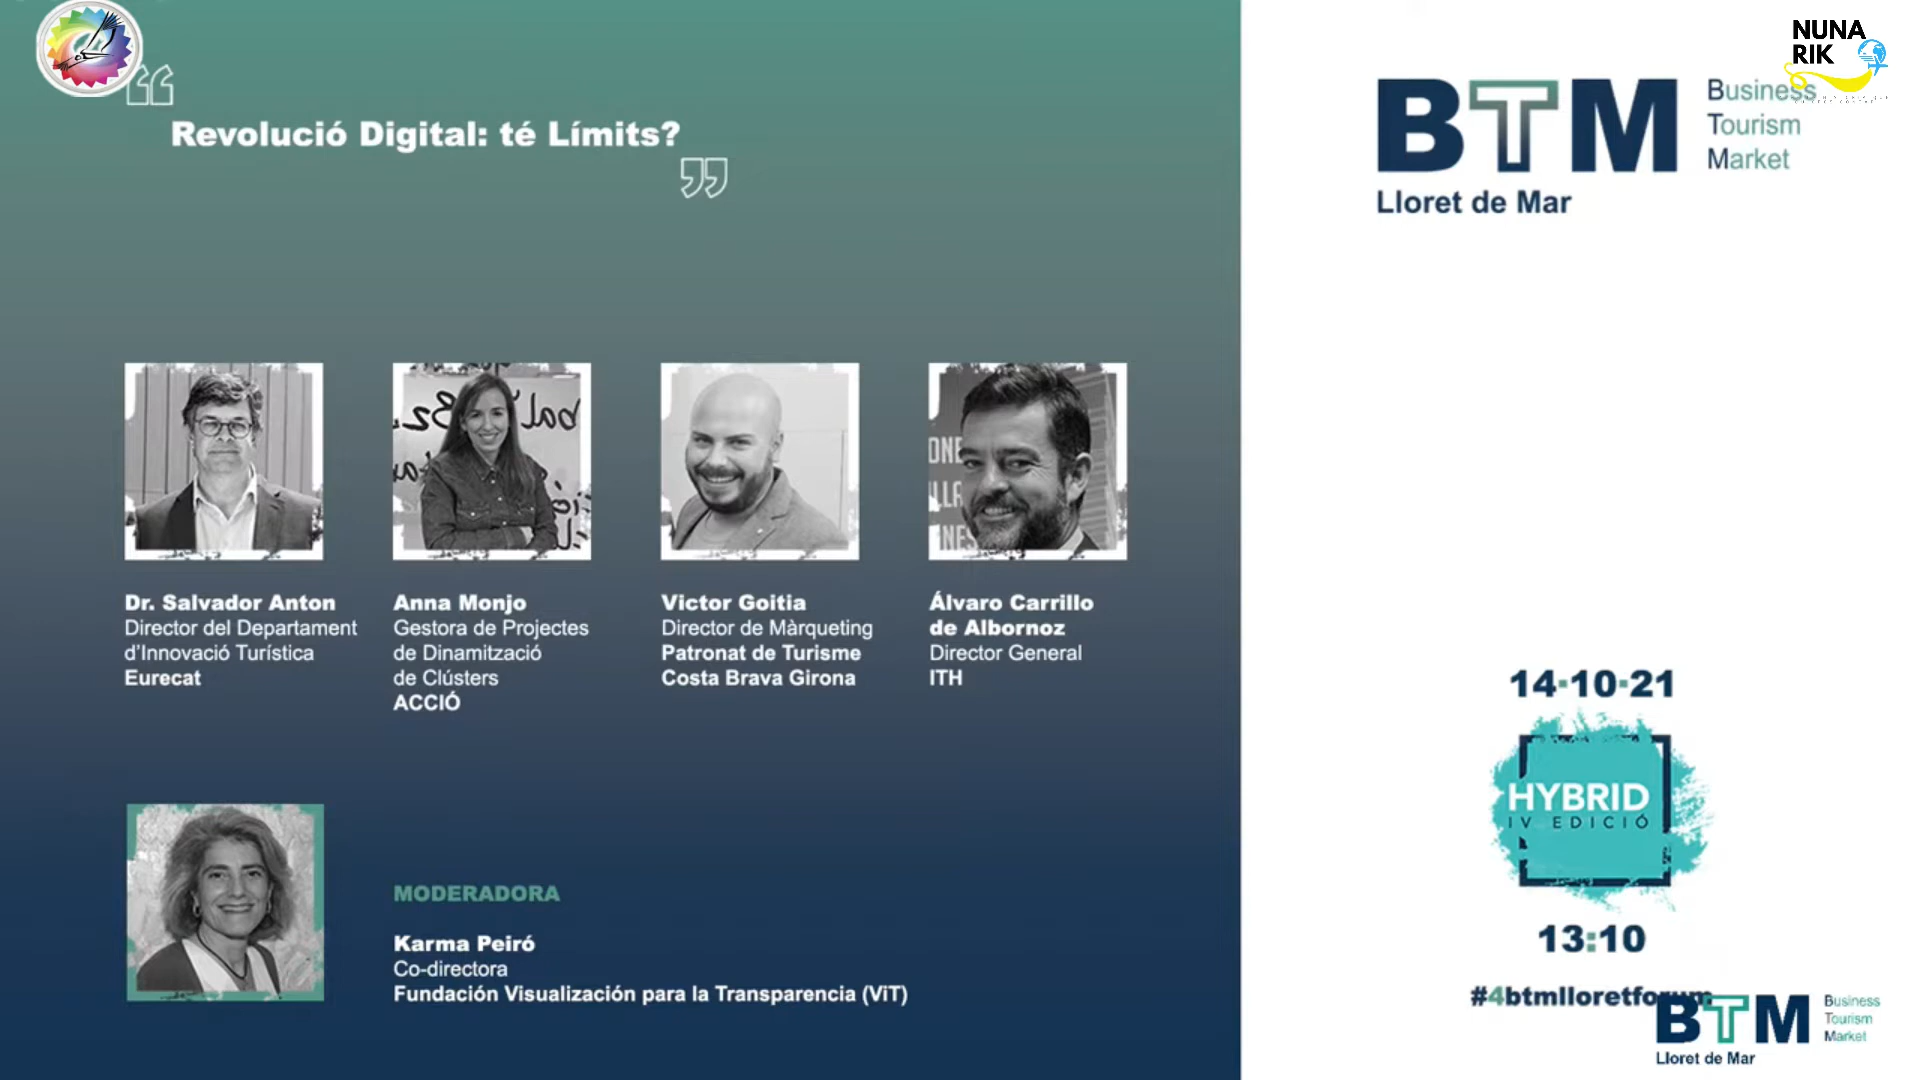 Revolució Digital: té Límits?
Dr. Salvador Anton
Director del Departament
d'Innovació Turística
Eurecat
Anna Monjo
Gestora de Projectes
de Dinamització
de Clústers
ACCIÓ
Victor Goitia
Director de Màrqueting
Patronat de Turisme
Costa Brava Girona
Álvaro Carrillo
de Albornoz
Director General
ITH
MODERADORA
Karma Peiró
Co-directora
Fundación Visualización para la Transparencia (ViT)
NUNA
RIK
BTM
Business
Tourism
Market
Lloret de Mar
14·10·21
HYBRID
IV EDICIÓ
13:10
#4btmlloretforum
BTM
Business
Tourism
Market
Lloret de Mar